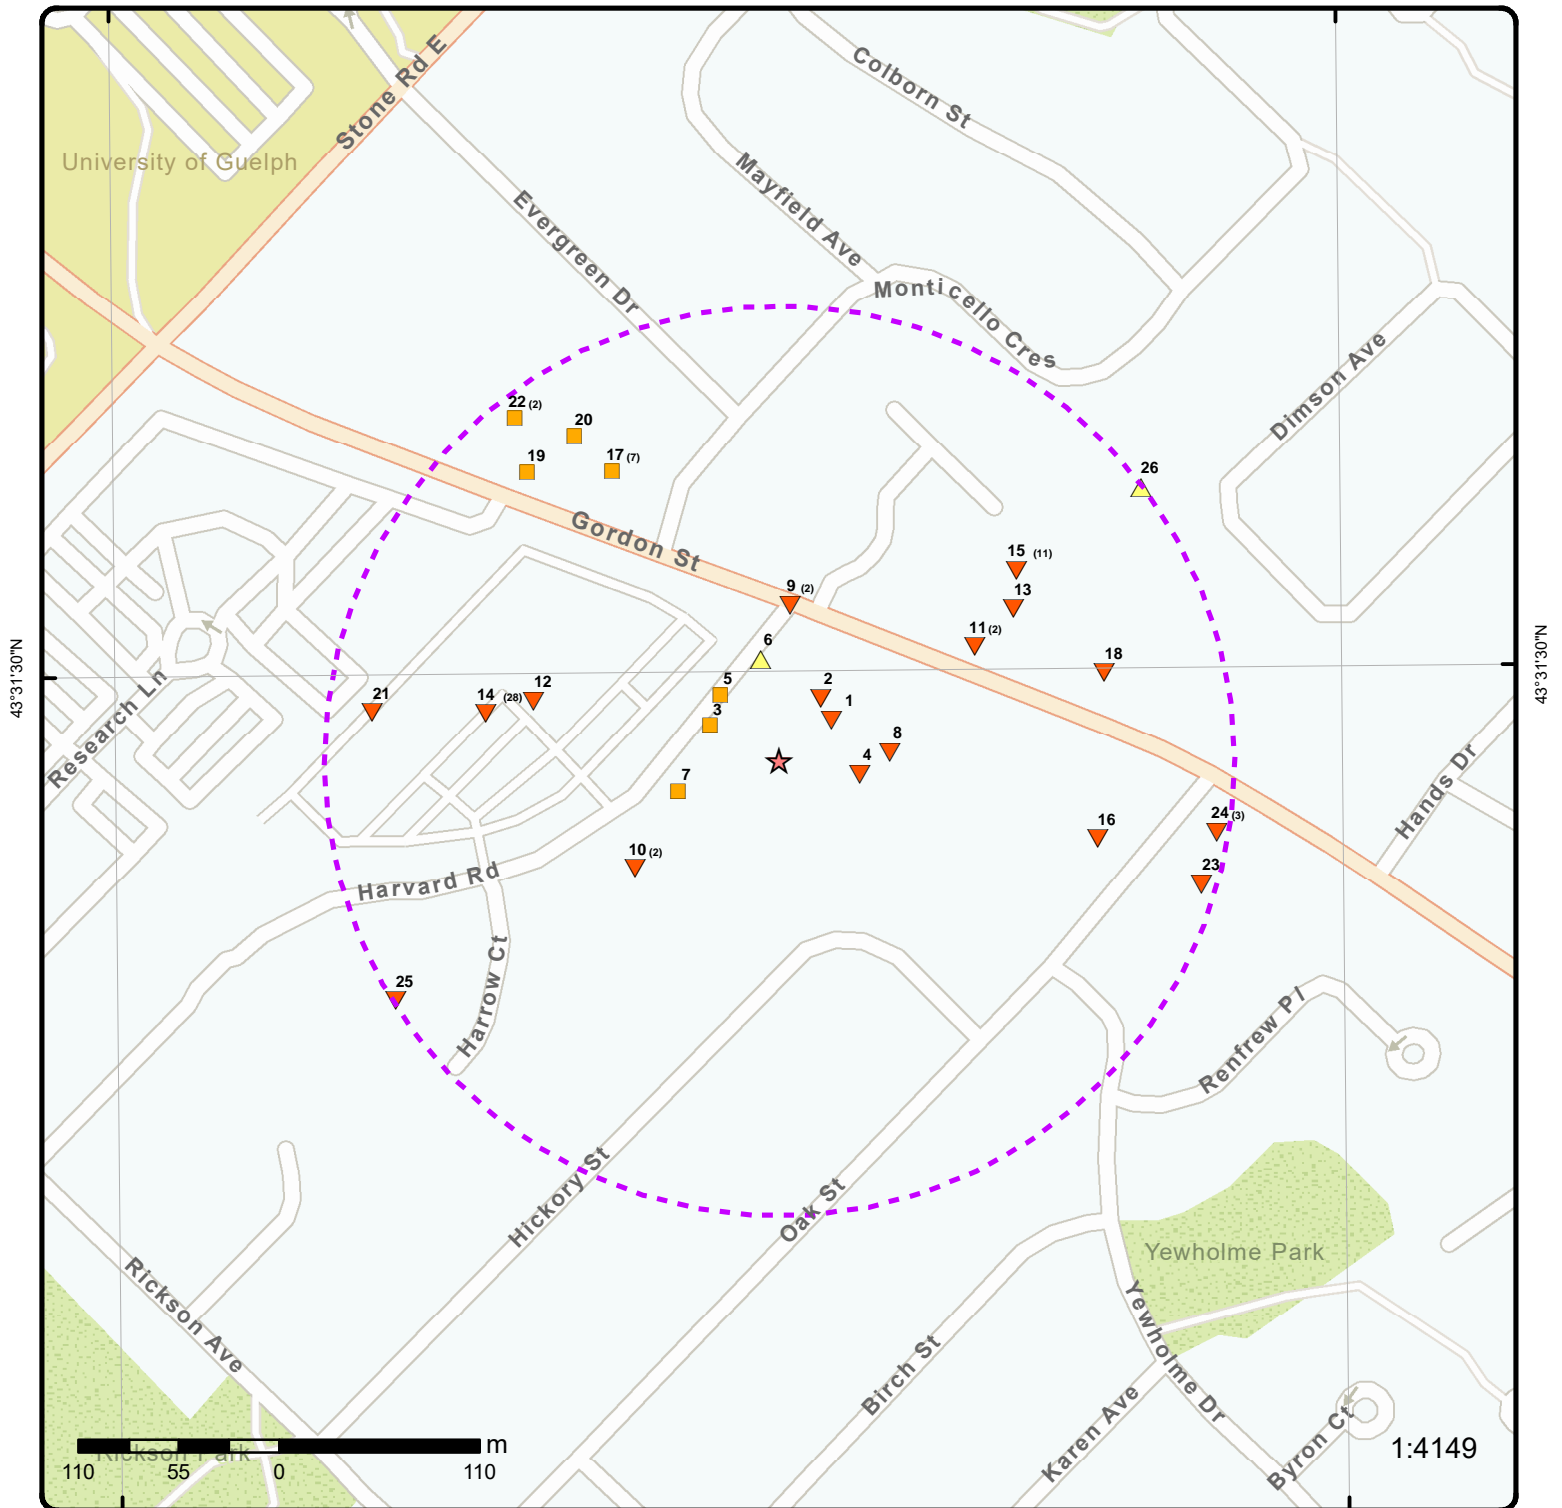 Stone Rd E
Colborn St
University of Guelph
Mayfield Ave
Evergreen Dr
Monticello Cres
Dimson Ave
22 (2)
20
19
17 (7)
26
Gordon St
15 (11)
13
9 (2)
11 (2)
6
18
43°31'30"N
43°31'30"N
Research Ln
21
14 (28)
12
5
3
2
1
8
4
7
Hands Dr
16
24 (3)
23
10 (2)
Harvard Rd
25
Harrow Ct
Renfrew Pl
Hickory St
Oak St
Yewholme Park
Rickson Ave
Yewholme Dr
Birch St
Karen Ave
Byron Ct
Rickson Park
m
110 55 0 110
1:4149